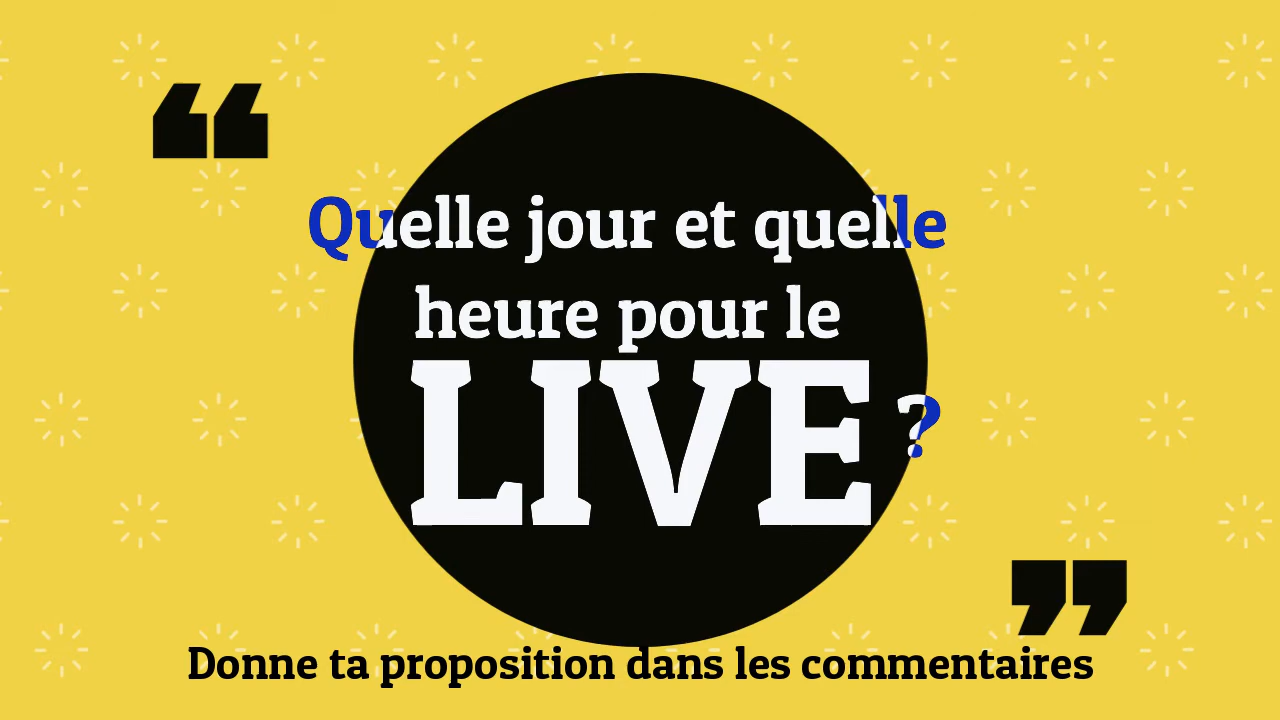 Quelle jour et quelle
heure pour le
LIVE ?
Donne ta proposition dans les commentaires